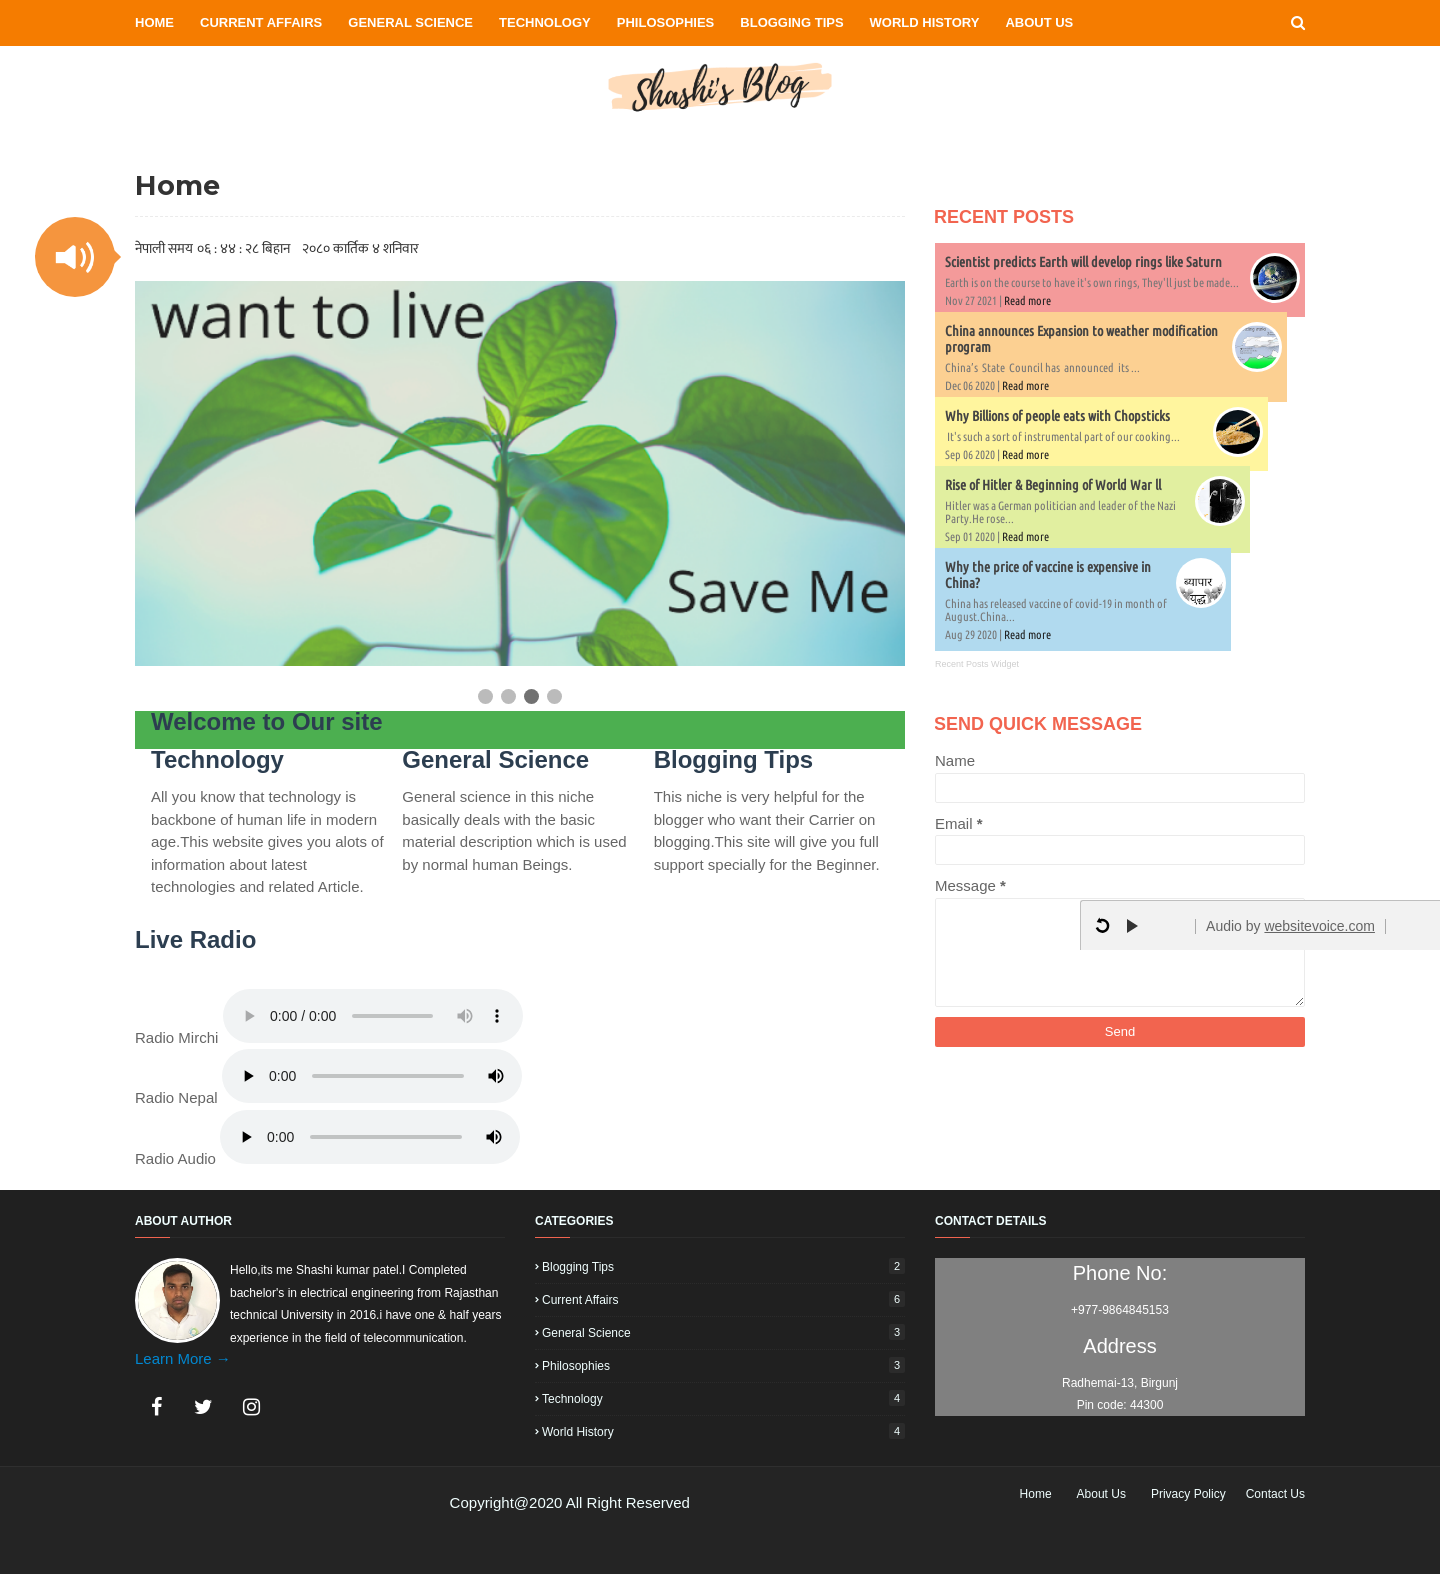 HOME CURRENT AFFAIRS GENERAL SCIENCE TECHNOLOGY PHILOSOPHIES BLOGGING TIPS WORLD HISTORY ABOUT US
Shashi's Blog
Home
नेपाली समय ०६ : ४४ : २८ बिहान २०८० कार्तिक ४ शनिवार
want to live
Save Me
Welcome to Our site
Technology
All you know that technology is
backbone of human life in modern
age.This website gives you alots of
information about latest
technologies and related Article.
General Science
General science in this niche
basically deals with the basic
material description which is used
by normal human Beings.
Blogging Tips
This niche is very helpful for the
blogger who want their Carrier on
blogging.This site will give you full
support specially for the Beginner.
Live Radio
Radio Mirchi 0:00 / 0:00
Radio Nepal 0:00
Radio Audio 0:00
RECENT POSTS
Scientist predicts Earth will develop rings like Saturn
Earth is on the course to have it's own rings, They'll just be made...
Nov 27 2021 | Read more
China announces Expansion to weather modification
program
China's State Council has announced its ...
Dec 06 2020 | Read more
Why Billions of people eats with Chopsticks
It's such a sort of instrumental part of our cooking...
Sep 06 2020 | Read more
Rise of Hitler & Beginning of World War ll
Hitler was a German politician and leader of the Nazi
Party.He rose...
Sep 01 2020 | Read more
Why the price of vaccine is expensive in
China?
China has released vaccine of covid-19 in month of
August.China...
Aug 29 2020 | Read more
व्यापार
युद्ध
Recent Posts Widget
SEND QUICK MESSAGE
Name
Email *
Message *
Audio by websitevoice.com
Send
ABOUT AUTHOR
Hello,its me Shashi kumar patel.I Completed
bachelor's in electrical engineering from Rajasthan
technical University in 2016.i have one & half years
experience in the field of telecommunication.
Learn More →
CATEGORIES
Blogging Tips 2
Current Affairs 6
General Science 3
Philosophies 3
Technology 4
World History 4
CONTACT DETAILS
Phone No:
+977-9864845153
Address
Radhemai-13, Birgunj
Pin code: 44300
Copyright@2020 All Right Reserved
Home About Us Privacy Policy Contact Us